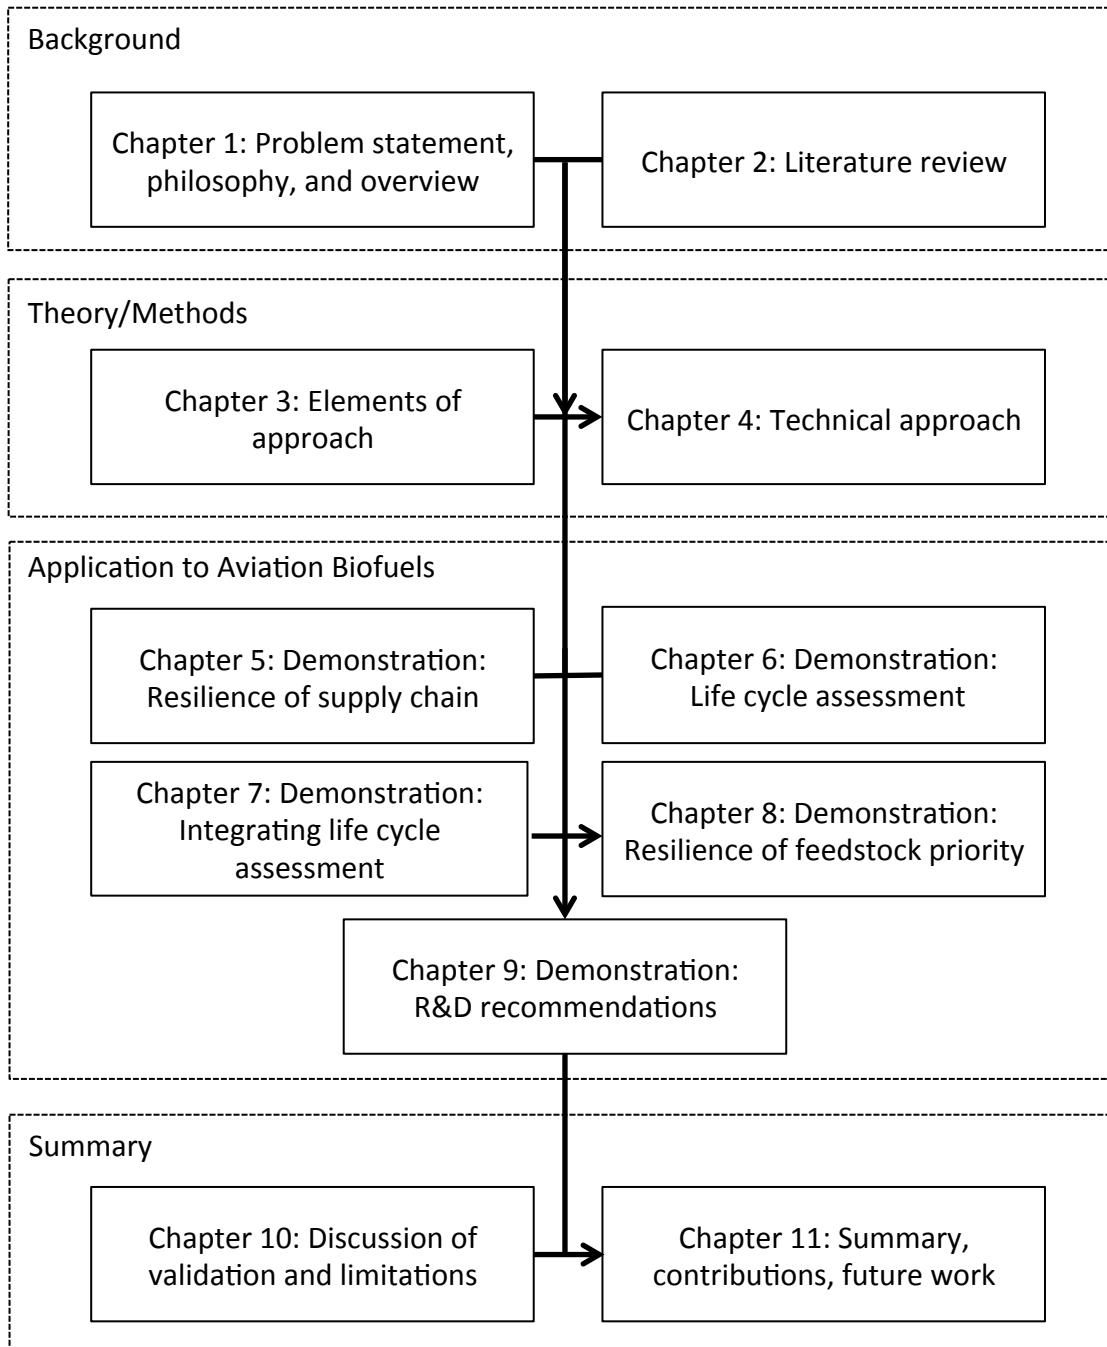 Background
Chapter 1: Problem statement,
philosophy, and overview
Chapter 2: Literature review
Theory/Methods
Chapter 3: Elements of
approach
Chapter 4: Technical approach
Application to Aviation Biofuels
Chapter 5: Demonstration:
Resilience of supply chain
Chapter 6: Demonstration:
Life cycle assessment
Chapter 7: Demonstration:
Integrating life cycle
assessment
Chapter 8: Demonstration:
Resilience of feedstock priority
Chapter 9: Demonstration:
R&D recommendations
Summary
Chapter 10: Discussion of
validation and limitations
Chapter 11: Summary,
contributions, future work